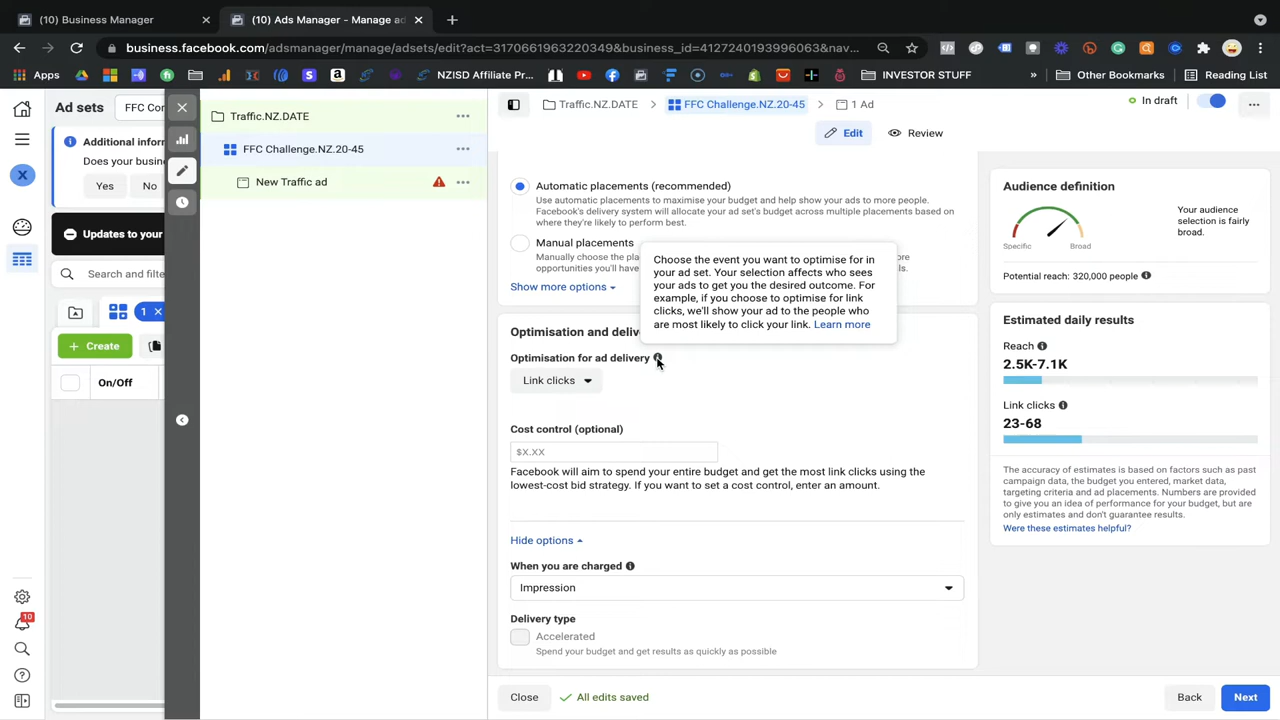 (10) Business Manager
(10) Ads Manager - Manage ad
business.facebook.com/adsmanager/manage/adsets/edit?act=3170661963220349&business_id=4127240193996063&nav...
Apps
NZISD Affiliate Pr...
INVESTOR STUFF
»
Other Bookmarks
Reading List
Ad sets
FFC Con
Additional inforr
Does your busine
Yes
No
Updates to your
Search and filte
1
+ Create
On/Off
10
Traffic.NZ.DATE
FFC Challenge.NZ.20-45
New Traffic ad
Traffic.NZ.DATE
FFC Challenge.NZ.20-45
1 Ad
In draft
Edit
Review
Automatic placements (recommended)
Use automatic placements to maximise your budget and help show your ads to more people.
Facebook's delivery system will allocate your ad set's budget across multiple placements based on
where they're likely to perform best.
Manual placements
Manually choose the pla
opportunities you'll have
Show more options
Choose the event you want to optimise for in
your ad set. Your selection affects who sees
your ads to get you the desired outcome. For
example, if you choose to optimise for link
clicks, we'll show your ad to the people who
are most likely to click your link. Learn more
Optimisation and delive
Optimisation for ad delivery
Link clicks
Cost control (optional)
$X.XX
Facebook will aim to spend your entire budget and get the most link clicks using the
lowest-cost bid strategy. If you want to set a cost control, enter an amount.
Hide options
When you are charged
Impression
Delivery type
Accelerated
Spend your budget and get results as quickly as possible
Close
All edits saved
Back
Next
Audience definition
Specific
Broad
Your audience
selection is fairly
broad.
Potential reach: 320,000 people
Estimated daily results
Reach
2.5K-7.1K
Link clicks
23-68
The accuracy of estimates is based on factors such as past
campaign data, the budget you entered, market data,
targeting criteria and ad placements. Numbers are provided
to give you an idea of performance for your budget, but are
only estimates and don't guarantee results.
Were these estimates helpful?